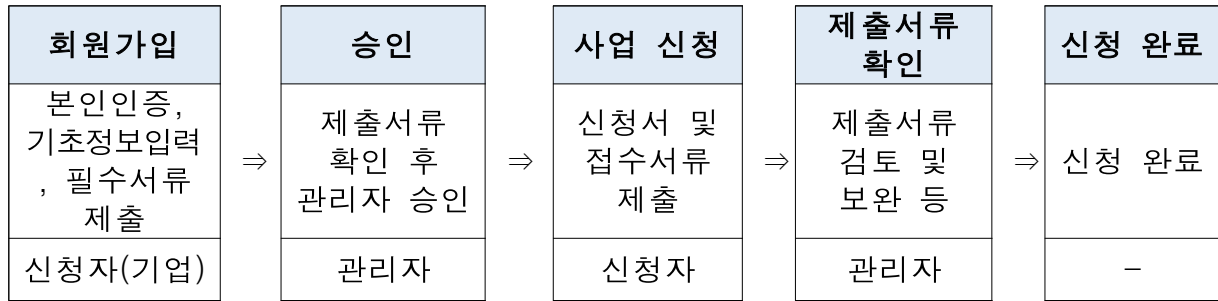 회원가입
본인인증,
기초정보입력
, 필수서류
제출
신청자(기업)
⇒
승인
제출서류
확인 후
관리자 승인
관리자
⇒
사업 신청
신청서 및
접수서류
제출
신청자
⇒
제출서류
확인
제출서류
검토 및
보완 등
관리자
⇒
신청 완료
신청 완료
–